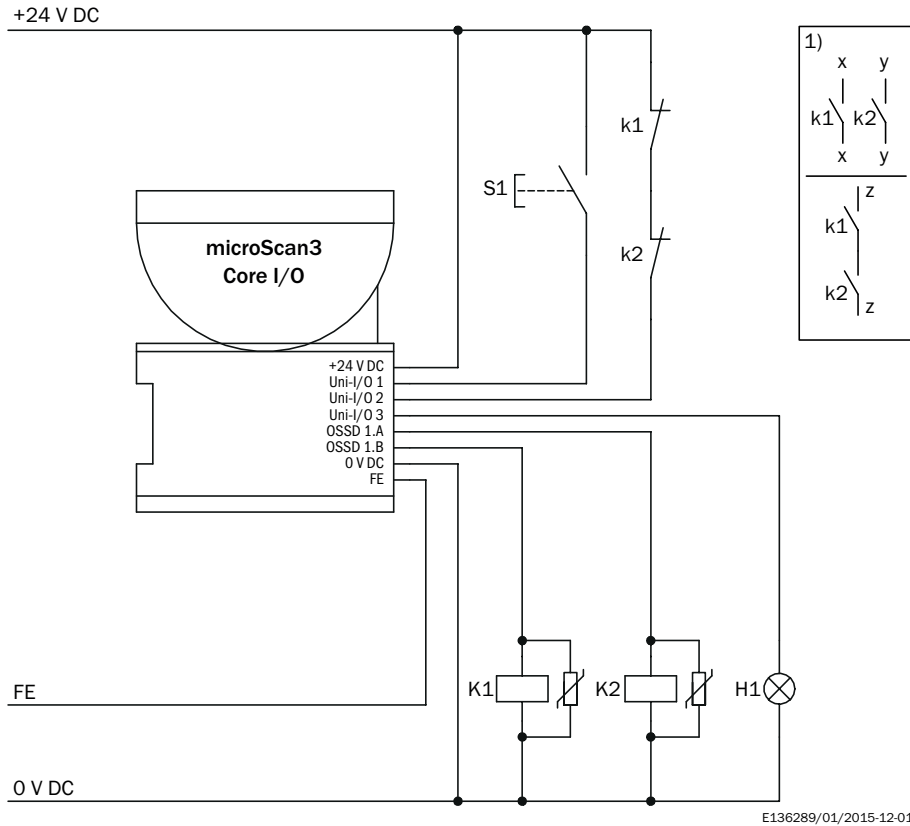 +24 V DC
1)
x y
k1 k2
x y
z
k1
k2
z
k1
S1
k2
microScan3
Core I/O
+24 V DC
Uni-I/O 1
Uni-I/O 2
Uni-I/O 3
OSSD 1.A
OSSD 1.B
0 V DC
FE
K1
K2
H1
FE
0 V DC
E136289/01/2015-12-01